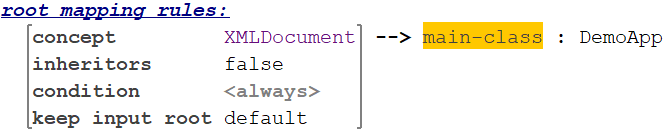 root mapping rules:
concept XMLDocument --> main-class : DemoApp
inheritors false
condition <always>
keep input root default